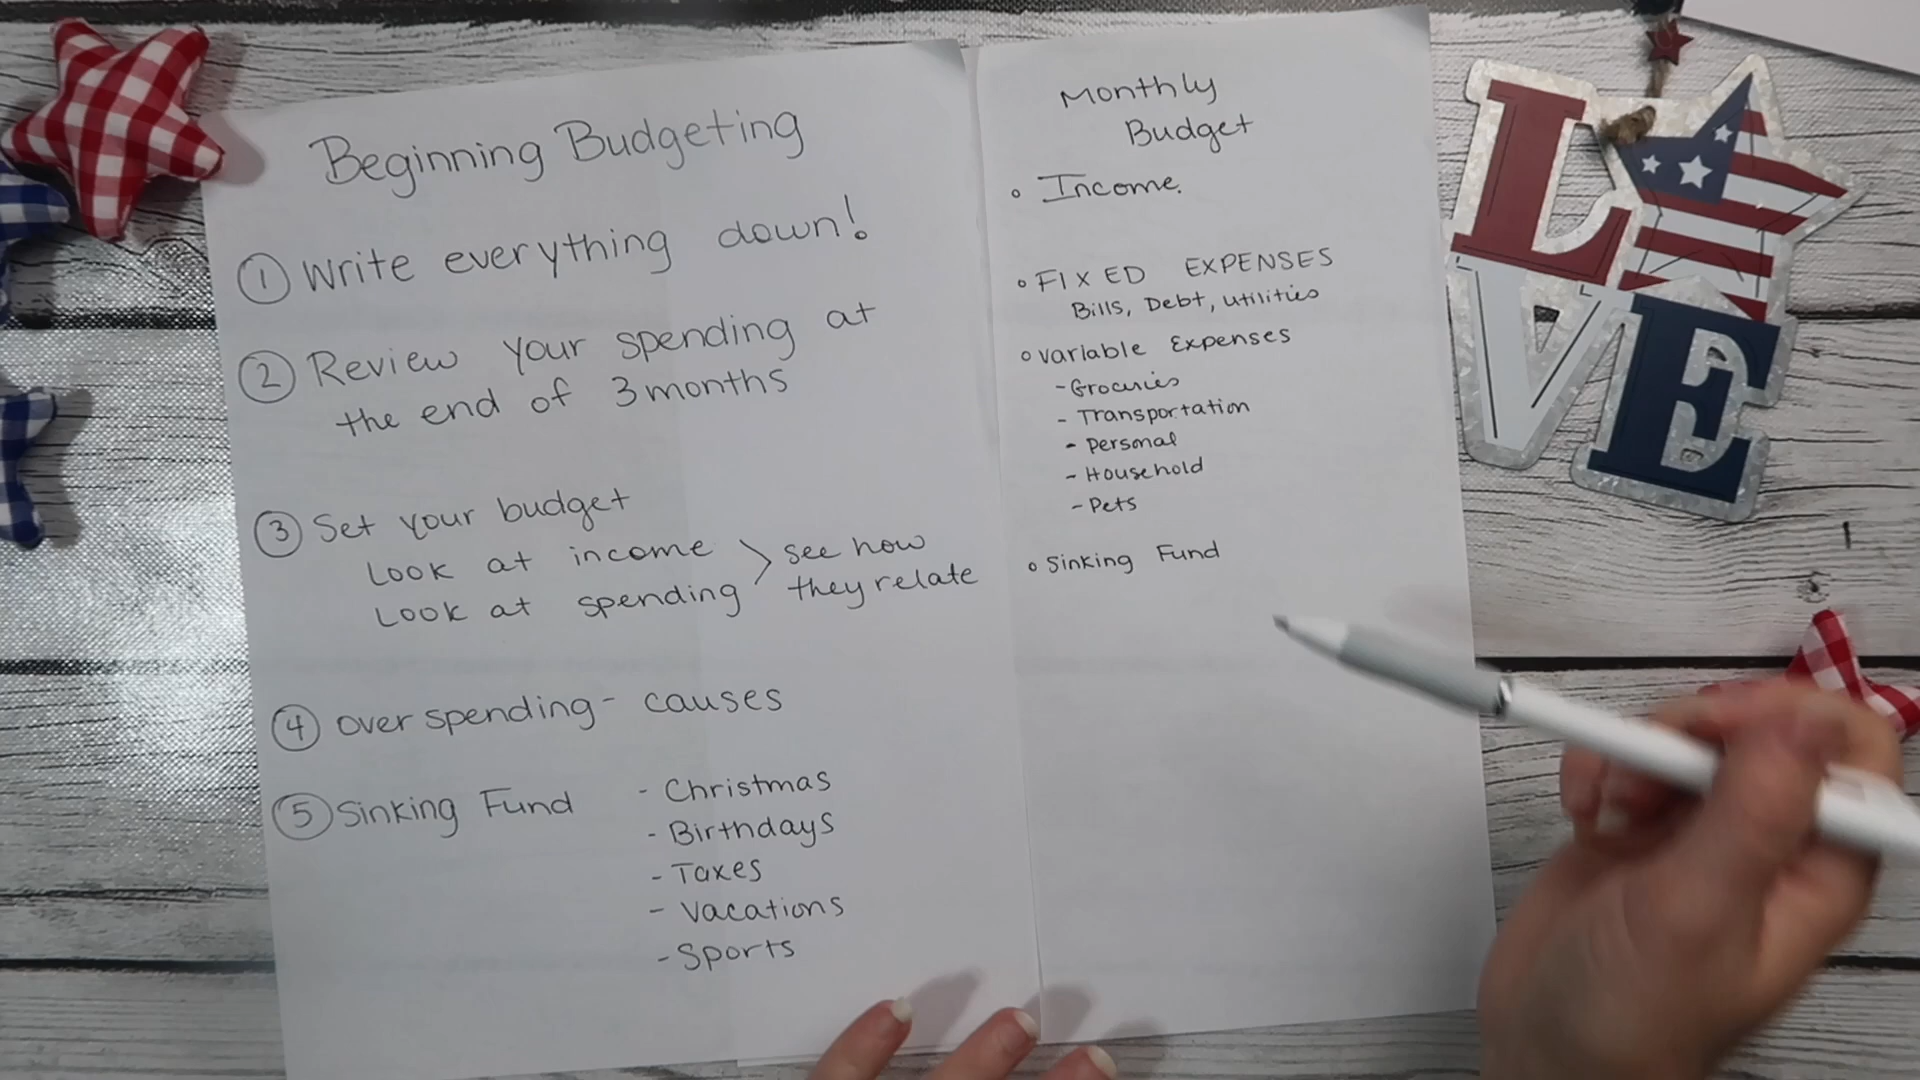 Beginning Budgeting
① Write everything down!
② Review your spending at
the end of 3 months
③ Set your budget
Look at income > see how
Look at spending they relate
④ Overspending - causes
⑤ Sinking Fund
- Christmas
- Birthdays
- Taxes
- Vacations
- Sports
Monthly
Budget
∘ Income.
∘ FIXED EXPENSES
Bills, Debt, utilities
∘ Variable Expenses
- Groceries
- Transportation
- Personal
- Household
- Pets
∘ Sinking Fund
L
VE